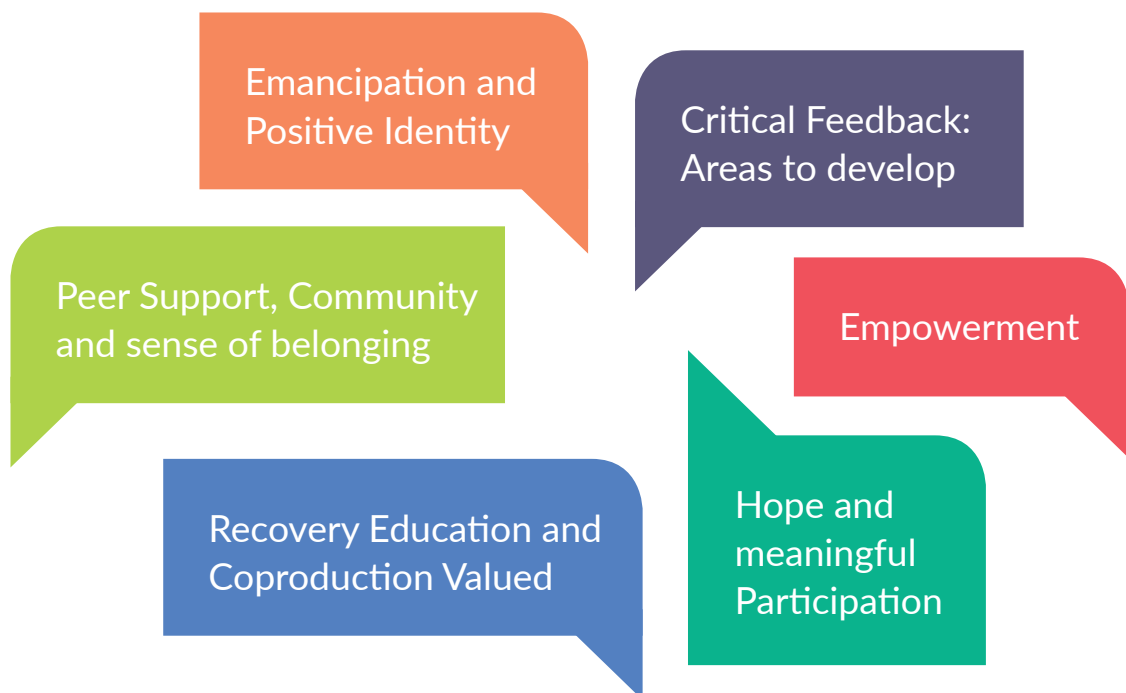 Emancipation and
Positive Identity
Critical Feedback:
Areas to develop
Peer Support, Community
and sense of belonging
Empowerment
Recovery Education and
Coproduction Valued
Hope and
meaningful
Participation